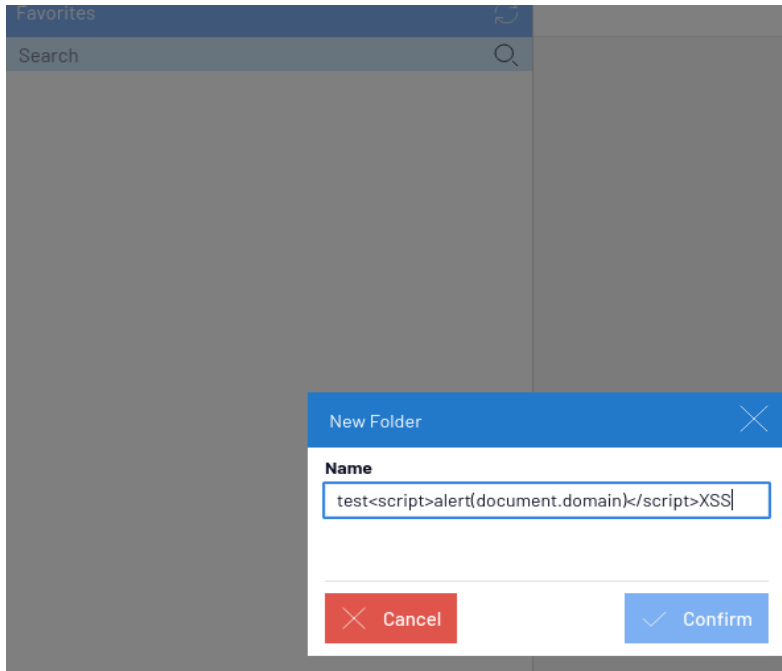 Favorites
Search
New Folder
Name
test<script>alert(document.domain)</script>XSS
Cancel
Confirm